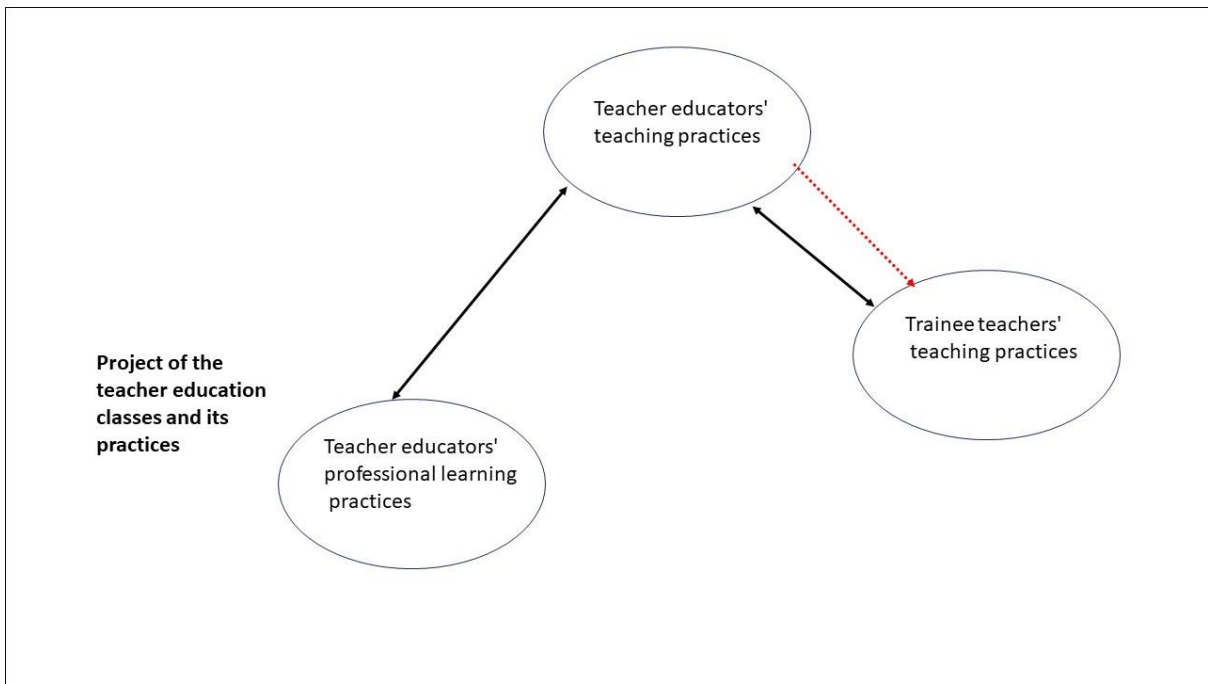 Teacher educators'
teaching practices
Trainee teachers'
teaching practices
Project of the
teacher education
classes and its
practices
Teacher educators'
professional learning
practices